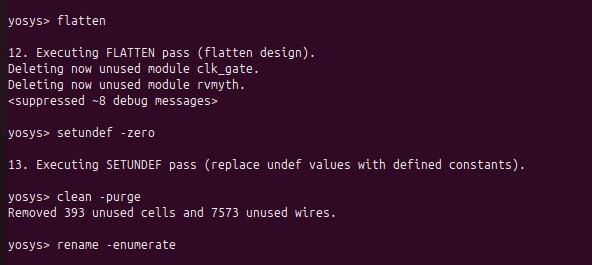 yosys> flatten
12. Executing FLATTEN pass (flatten design).
Deleting now unused module clk_gate.
Deleting now unused module rvmyth.
<suppressed ~8 debug messages>
yosys> setundef -zero
13. Executing SETUNDEF pass (replace undef values with defined constants).
yosys> clean -purge
Removed 393 unused cells and 7573 unused wires.
yosys> rename -enumerate